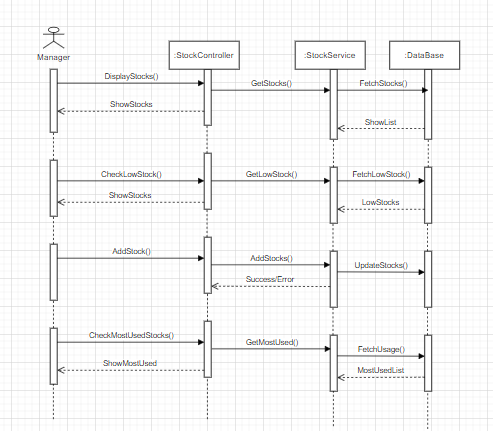 Manager
:StockController
:StockService
:DataBase
DisplayStocks()
GetStocks()
FetchStocks()
ShowStocks
ShowList
CheckLowStock()
GetLowStock()
FetchLowStock()
ShowStocks
LowStocks
AddStock()
AddStocks()
UpdateStocks()
Success/Error
CheckMostUsedStocks()
GetMostUsed()
FetchUsage()
ShowMostUsed
MostUsedList